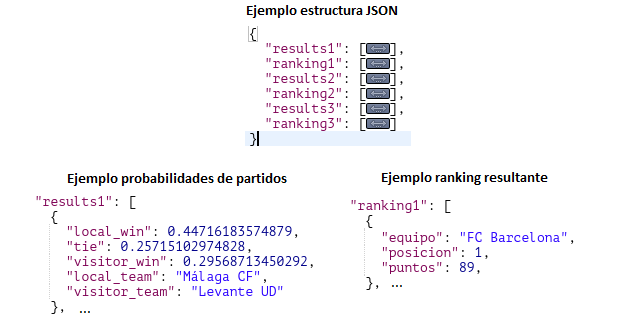 Ejemplo estructura JSON
{
"results1": [↔],
"ranking1": [↔],
"results2": [↔],
"ranking2": [↔],
"results3": [↔],
"ranking3": [↔]
}
Ejemplo probabilidades de partidos
"results1": [
{
"local_win": 0.44716183574879,
"tie": 0.25715102974828,
"visitor_win": 0.29568713450292,
"local_team": "Málaga CF",
"visitor_team": "Levante UD"
}, ...
Ejemplo ranking resultante
"ranking1": [
{
"equipo": "FC Barcelona",
"posicion": 1,
"puntos": 89,
}, ...